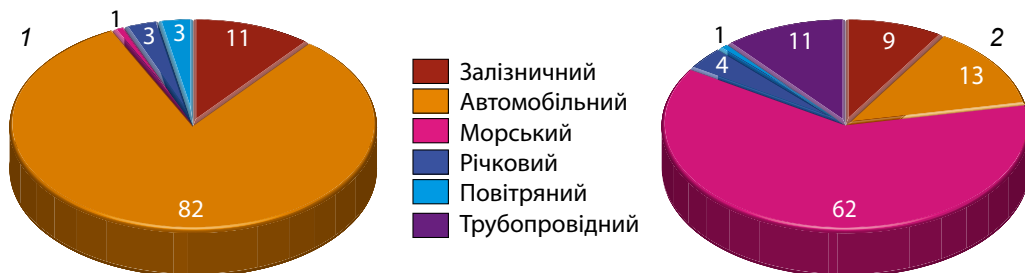 1
1
3
3
11
82
Залізничний
Автомобільний
Морський
Річковий
Повітряний
Трубопровідний
2
1
4
11
9
13
62